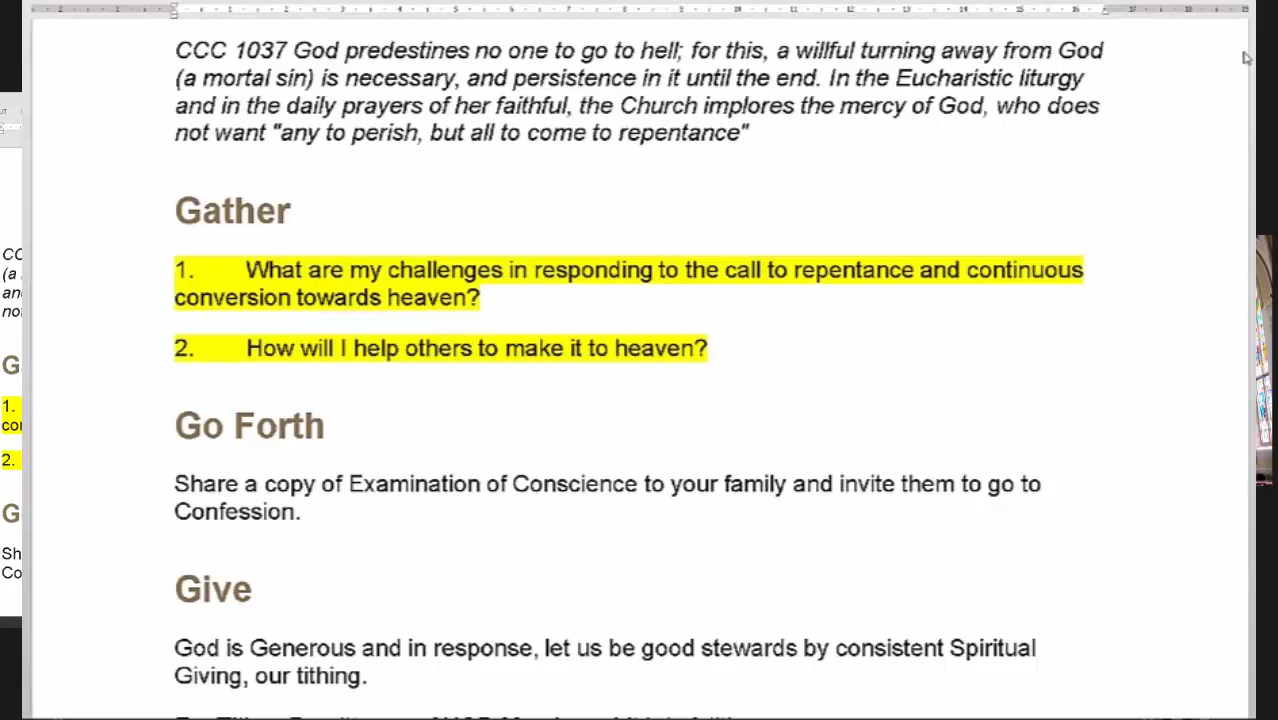 CCC 1037 God predestines no one to go to hell; for this, a willful turning away from God
(a mortal sin) is necessary, and persistence in it until the end. In the Eucharistic liturgy
and in the daily prayers of her faithful, the Church implores the mercy of God, who does
not want "any to perish, but all to come to repentance"
Gather
1. What are my challenges in responding to the call to repentance and continuous
conversion towards heaven?
2. How will I help others to make it to heaven?
Go Forth
Share a copy of Examination of Conscience to your family and invite them to go to
Confession.
Give
God is Generous and in response, let us be good stewards by consistent Spiritual
Giving, our tithing.